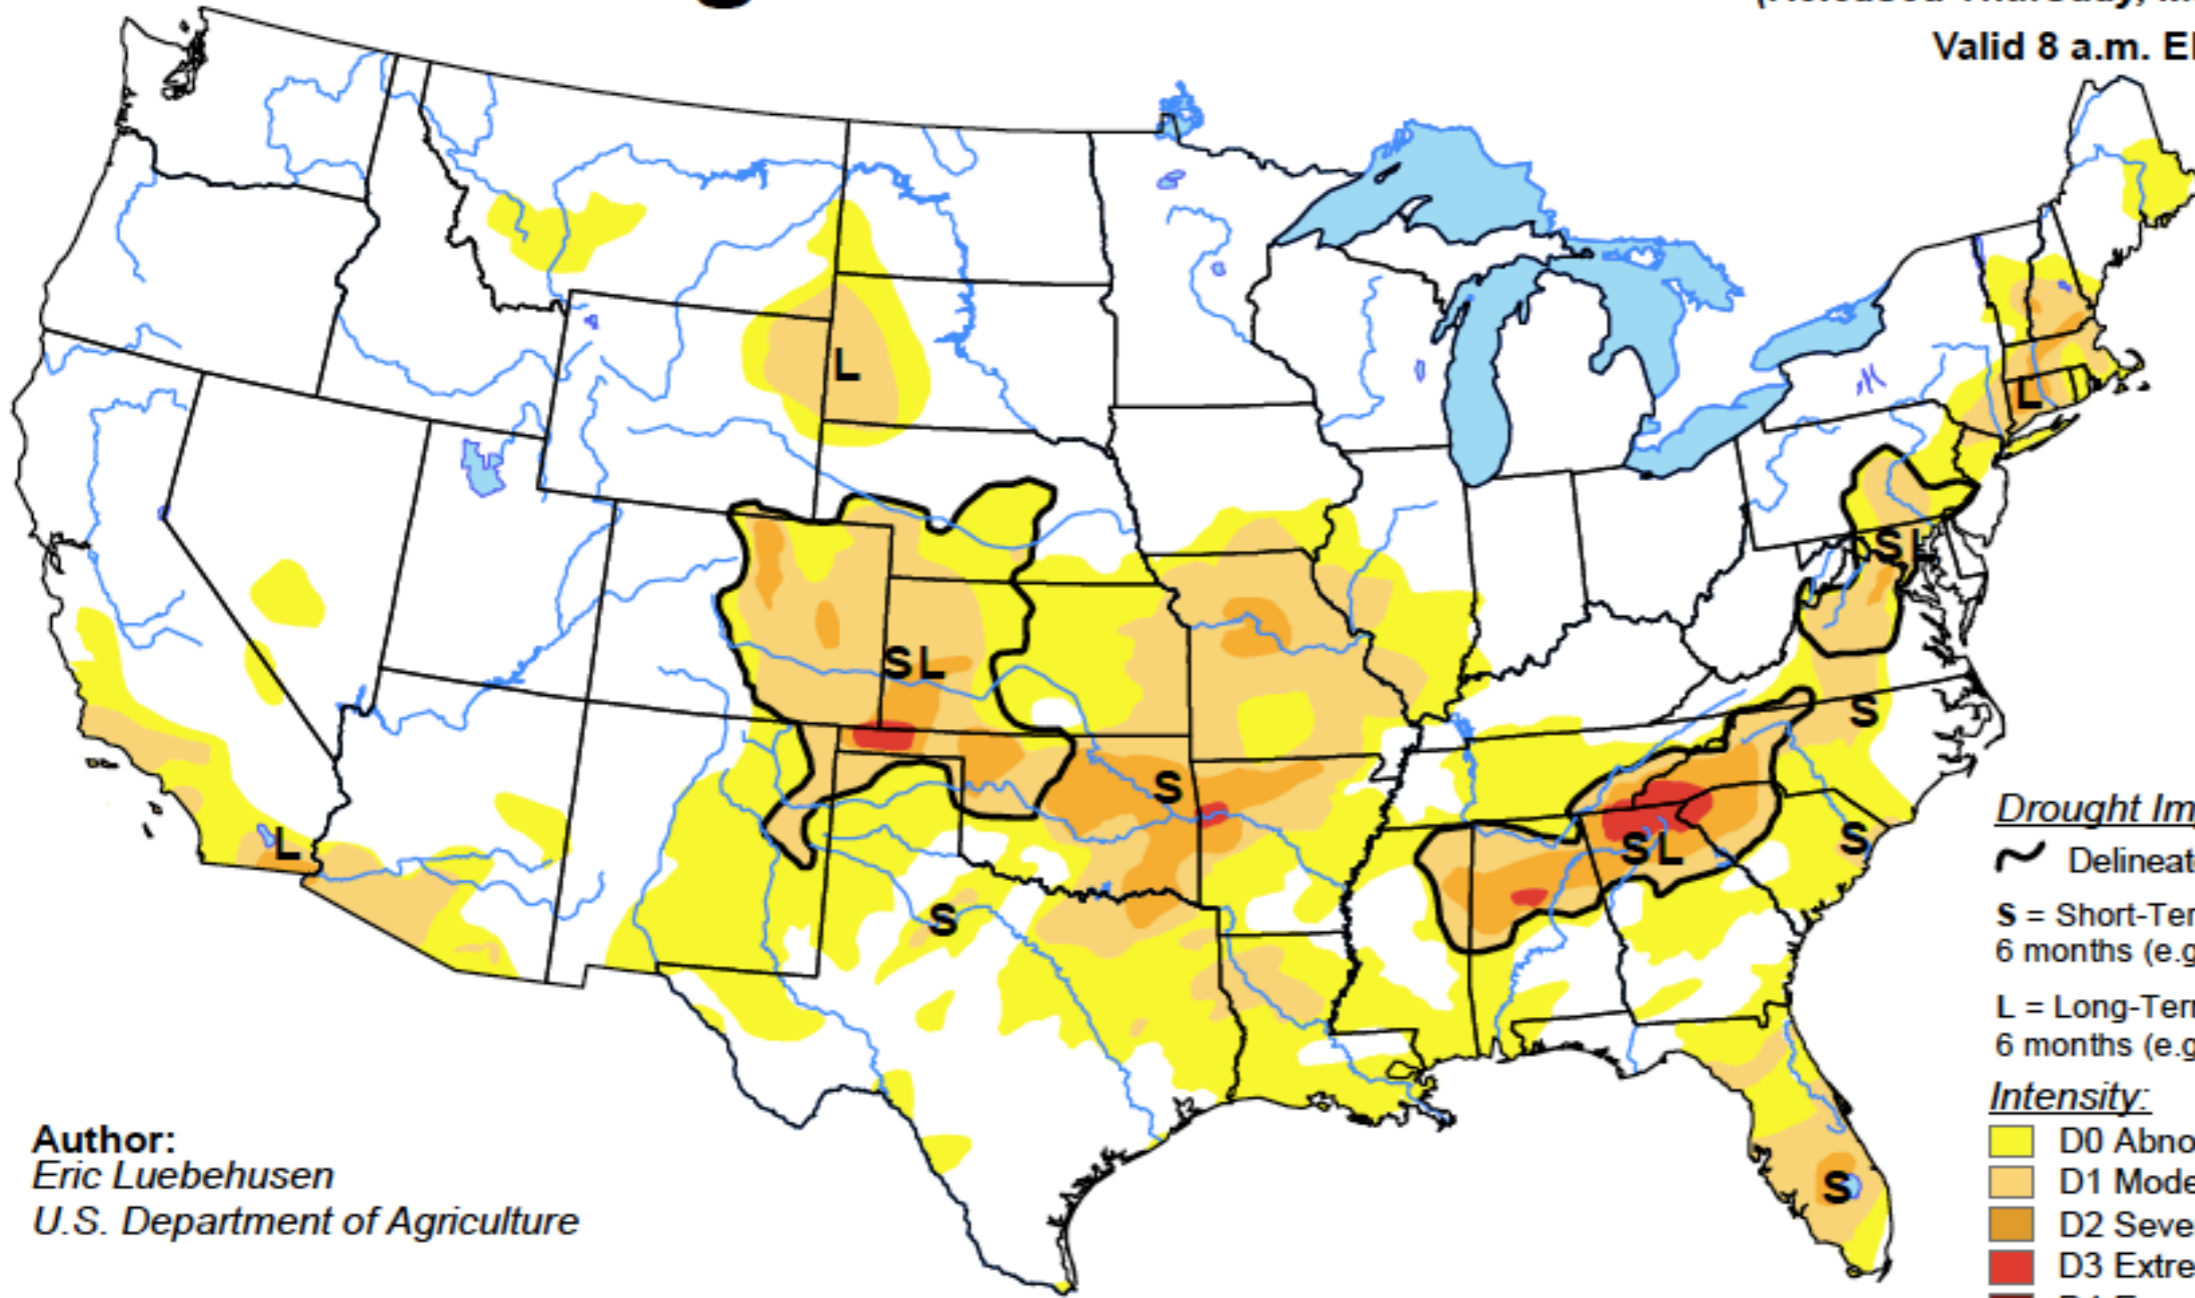 Valid 8 a.m.
L
L
SL
SL
S
S
S
L
SL
S
S
S
Drought
Delineat
S = Short-Ter
6 months (e.g
L = Long-Ter
6 months (e.g
Intensity:
D0 Abno
D1 Mode
D2 Seve
D3 Extre
Author:
Eric Luebehusen
U.S. Department of Agriculture